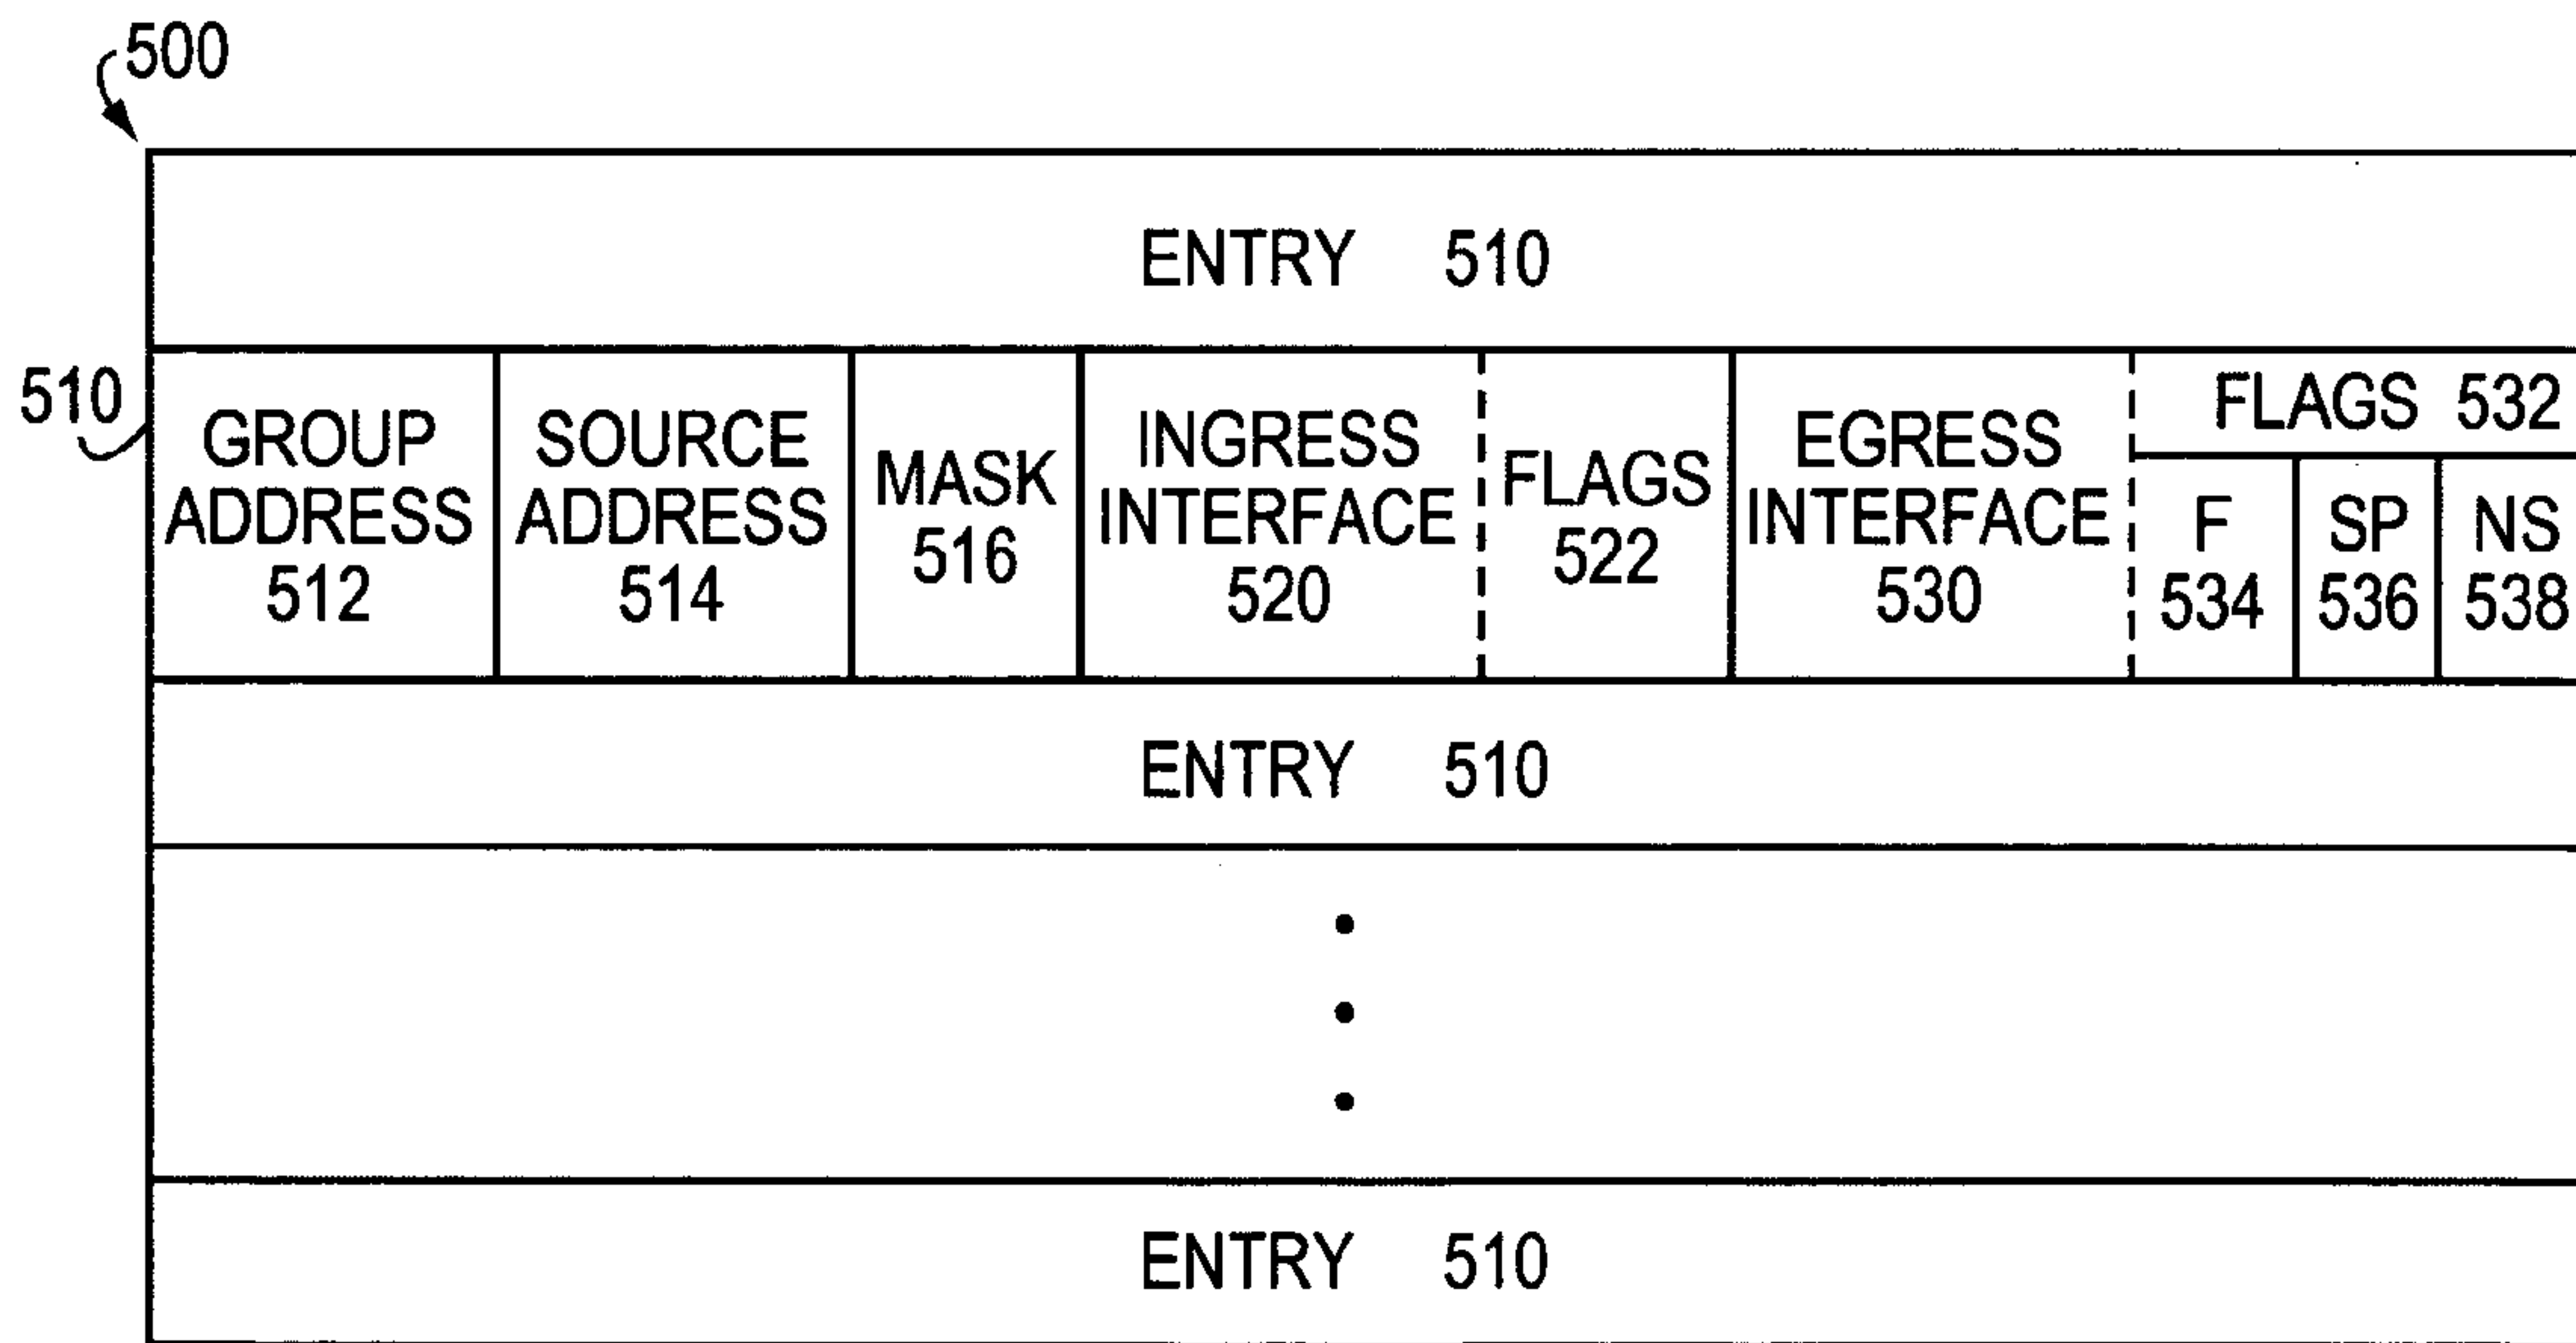 500
ENTRY 510
510
GROUP ADDRESS 512
SOURCE ADDRESS 514
MASK 516
INGRESS INTERFACE 520
FLAGS 522
EGRESS INTERFACE 530
FLAGS 532
F 534
SP 536
NS 538
ENTRY 510
ENTRY 510